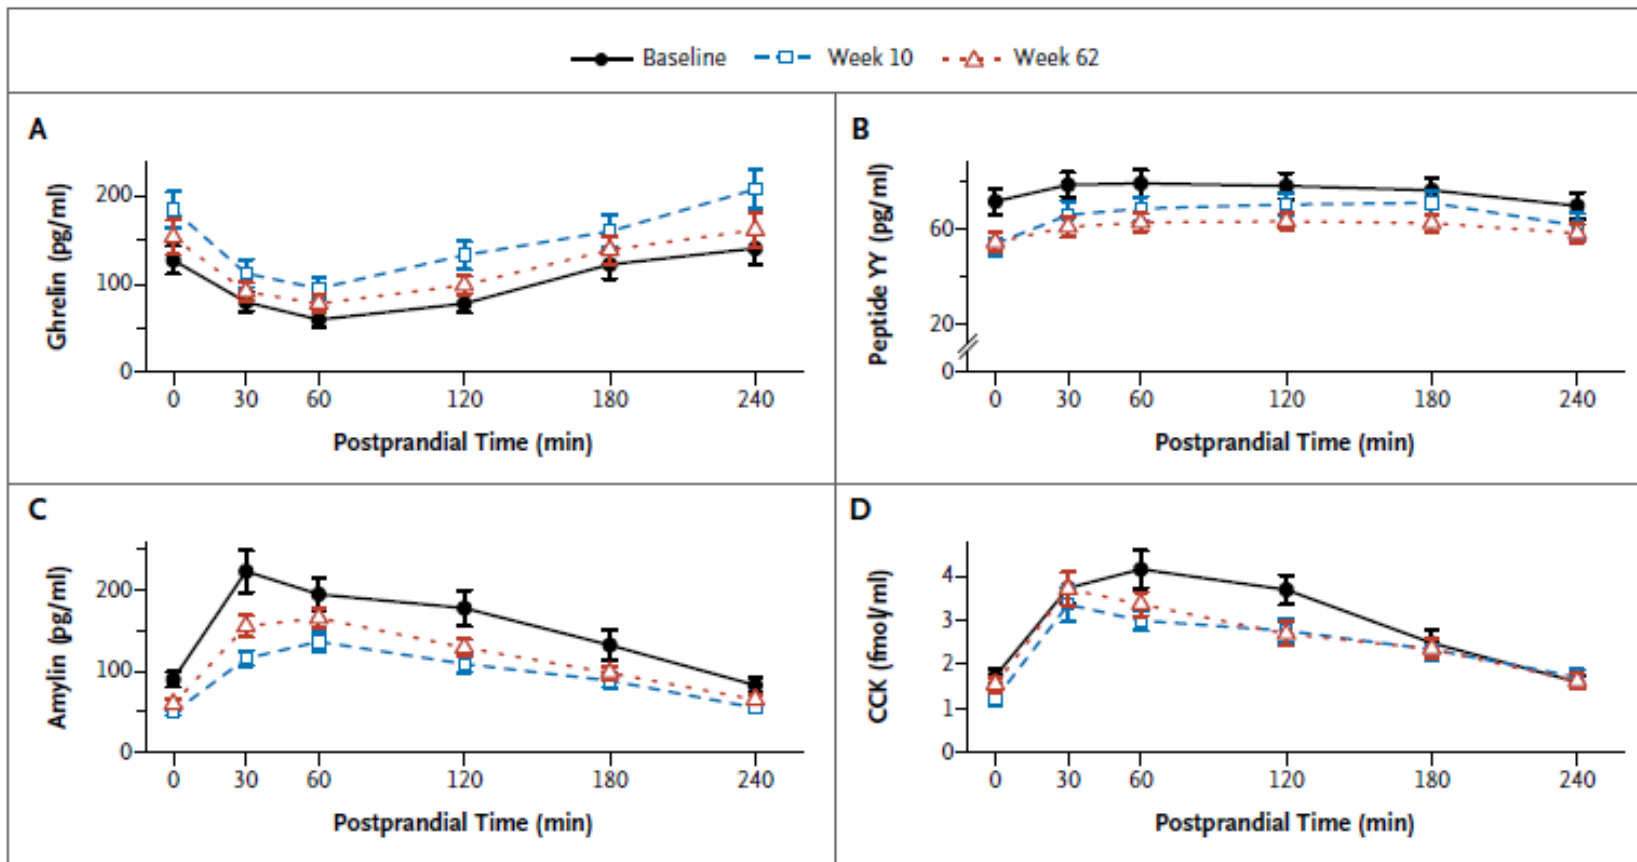 Baseline Week 10 Week 62
A
Ghrelin (pg/ml)
200
100
0
0 30 60 120 180 240
Postprandial Time (min)
B
Peptide YY (pg/ml)
60
20
0
0 30 60 120 180 240
Postprandial Time (min)
C
Amylin (pg/ml)
200
100
0
0 30 60 120 180 240
Postprandial Time (min)
D
CCK (fmol/ml)
4
3
2
1
0
0 30 60 120 180 240
Postprandial Time (min)